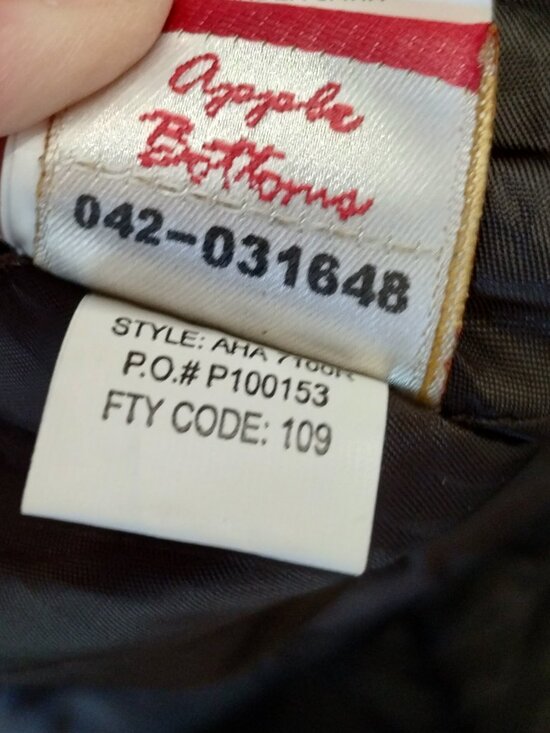 Apple
Bottoms
042-031648
STYLE: AHA
P.O.# P100153
FTY CODE: 109